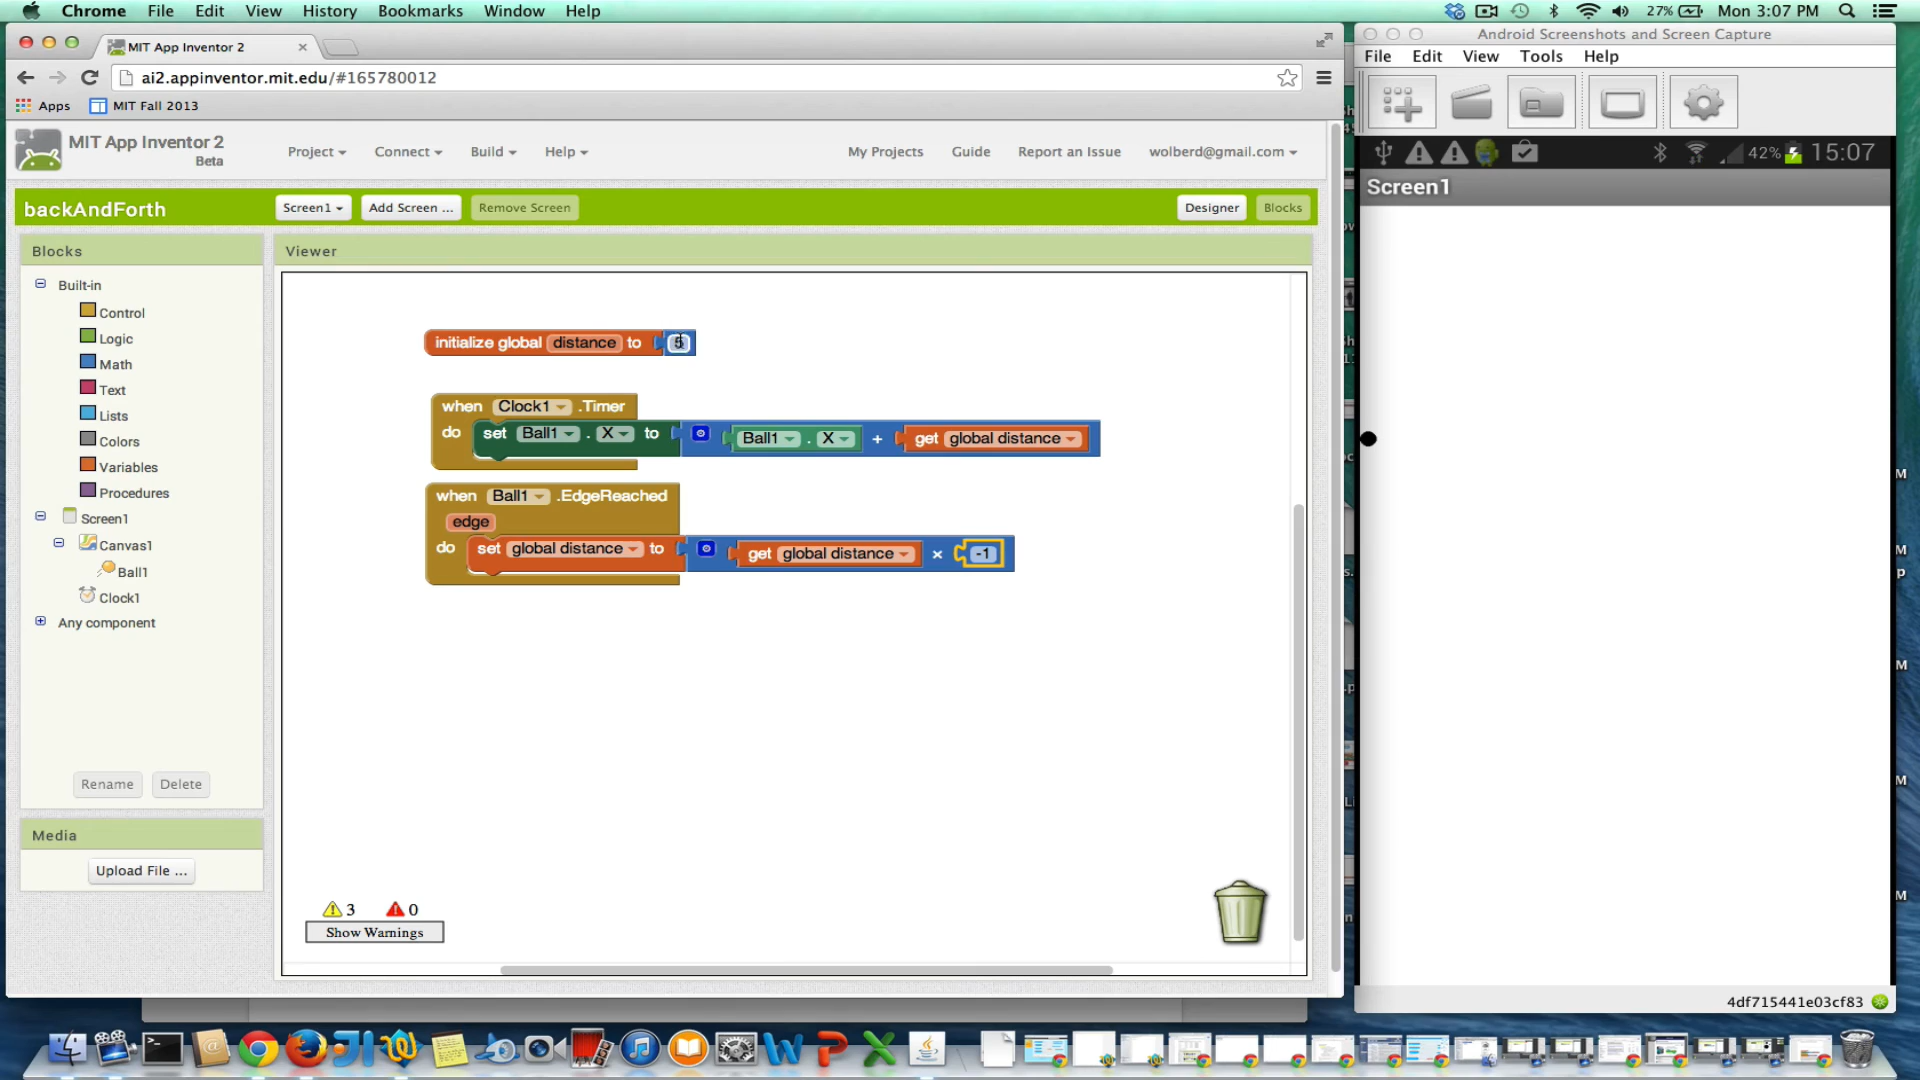 Chrome File Edit View History Bookmarks Window Help 27% Mon 3:07 PM
MIT App Inventor 2
ai2.appinventor.mit.edu/#165780012
Apps MIT Fall 2013
MIT App Inventor 2
Beta
Project Connect Build Help My Projects Guide Report an Issue wolberd@gmail.com
backAndForth Screen1 Add Screen ... Remove Screen Designer Blocks
Blocks
Built-in
Control
Logic
Math
Text
Lists
Colors
Variables
Procedures
Screen1
Canvas1
Ball1
Clock1
Any component
Rename Delete
Media
Upload File ...
Viewer
initialize global distance to 5
when Clock1 .Timer
do set Ball1 . X to Ball1 . X + get global distance
when Ball1 .EdgeReached
edge
do set global distance to get global distance × -1
3 0
Show Warnings
Android Screenshots and Screen Capture
File Edit View Tools Help
42% 15:07
Screen1
4df715441e03cf83